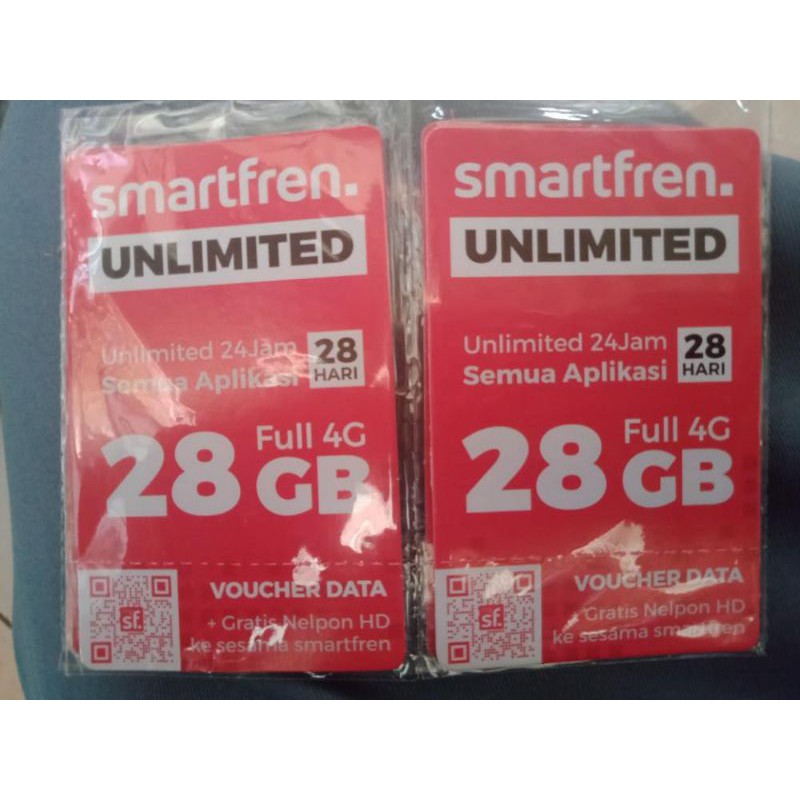 smartfren.
UNLIMITED
Unlimited 24Jam
Semua Aplikasi
28
HARI
28 Full 4G
GB
VOUCHER DATA
+ Gratis Nelpon HD
ke sesama smartfren
sf.
smartfren.
UNLIMITED
Unlimited 24Jam
Semua Aplikasi
28
HARI
28 Full 4G
GB
VOUCHER DATA
+ Gratis Nelpon HD
ke sesama smartfren
sf.